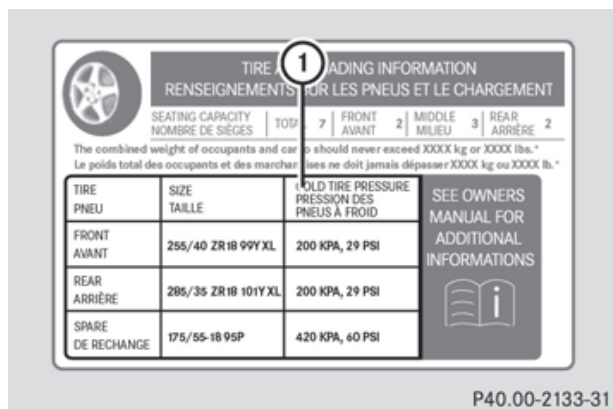 1
TIRE A ADING INFORMATION
RENSEIGNEMENTS SUR LES PNEUS ET LE CHARGEMENT
SEATING CAPACITY
NOMBRE DE SIÈGES
TOTAL 7
FRONT
AVANT
2
MIDDLE
MILIEU
3
REAR
ARRIÈRE
2
The combined weight of occupants and cargo should never exceed XXXX kg or XXXX lbs.*
Le poids total des occupants et des marchandises ne doit jamais dépasser XXXX kg ou XXXX lb.*
TIRE
PNEU
SIZE
TAILLE
COLD TIRE PRESSURE
PRESSION DES
PNEUS À FROID
FRONT
AVANT
255/40 ZR18 99Y XL
200 KPA, 29 PSI
REAR
ARRIÈRE
285/35 ZR18 101Y XL
200 KPA, 29 PSI
SPARE
DE RECHANGE
175/55-18 95P
420 KPA, 60 PSI
SEE OWNERS
MANUAL FOR
ADDITIONAL
INFORMATIONS
i
P40.00-2133-31